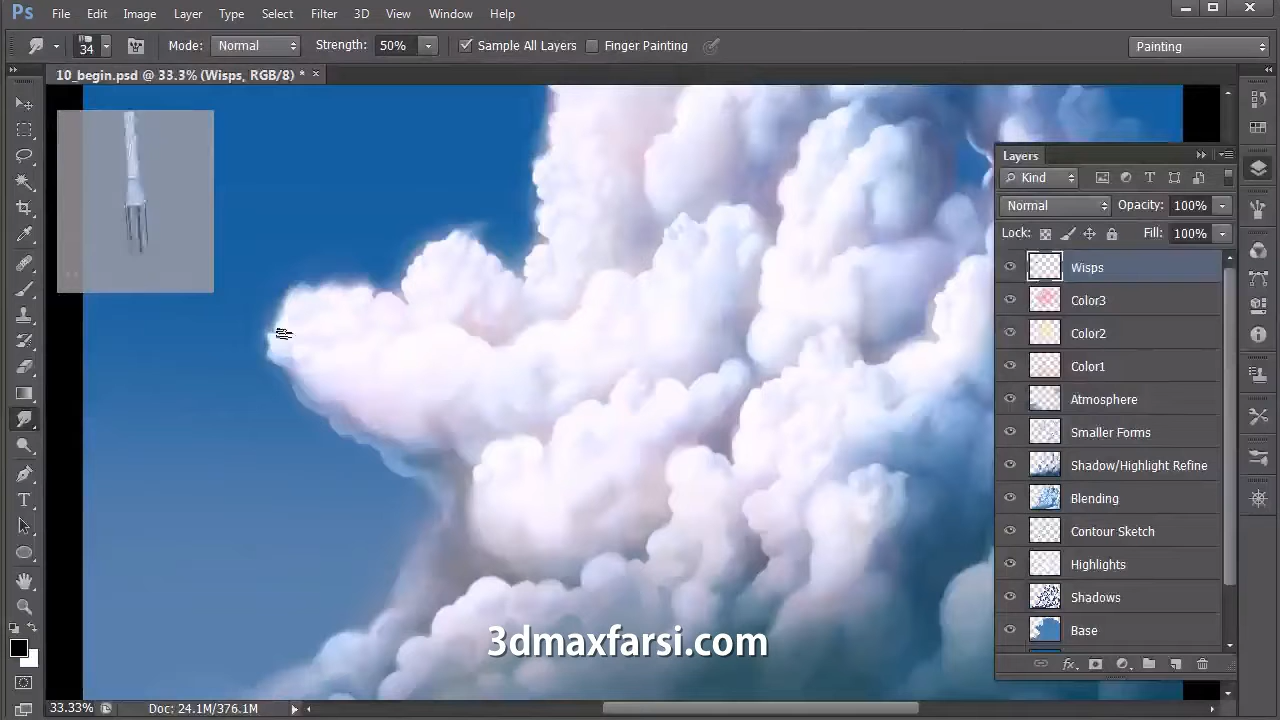 Ps File Edit Image Layer Type Select Filter 3D View Window Help
34 Mode: Normal Strength: 50% Sample All Layers Finger Painting Painting
10_begin.psd @ 33.3% (Wisps, RGB/8) * ×
Layers
Kind
Normal Opacity: 100%
Lock: Fill: 100%
Wisps
Color3
Color2
Color1
Atmosphere
Smaller Forms
Shadow/Highlight Refine
Blending
Contour Sketch
Highlights
Shadows
Base
3dmaxfarsi.com
33.33% Doc: 24.1M/376.1M